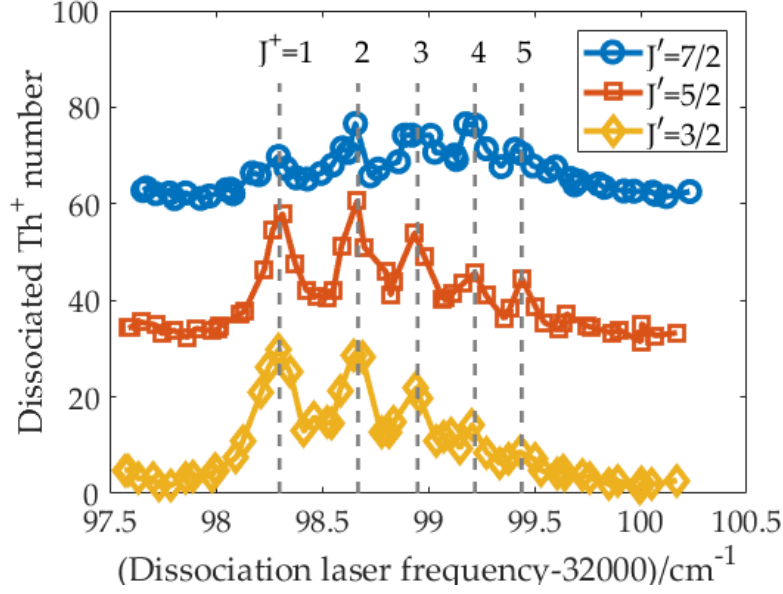 100
80
60
40
20
0
Dissociated Th⁺ number
J⁺=1 2 3 4 5
J′=7/2
J′=5/2
J′=3/2
97.5 98 98.5 99 99.5 100 100.5
(Dissociation laser frequency-32000)/cm⁻¹